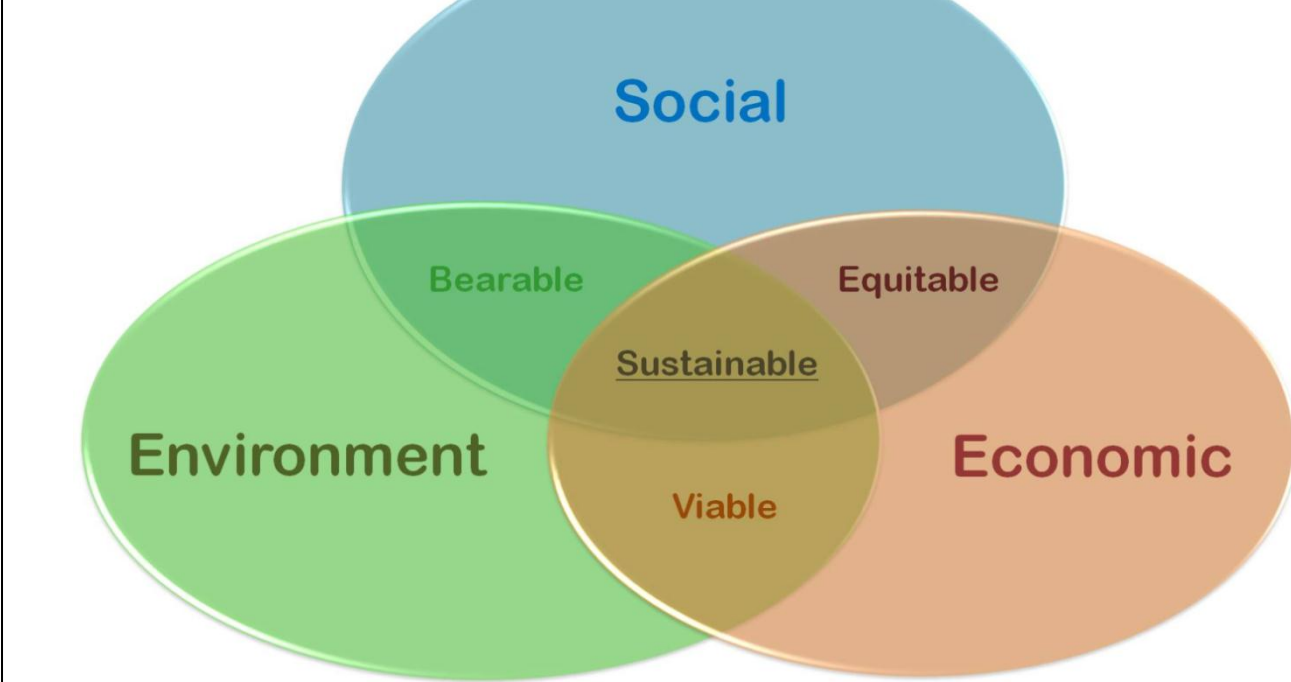 Social
Bearable
Equitable
Sustainable
Environment
Economic
Viable